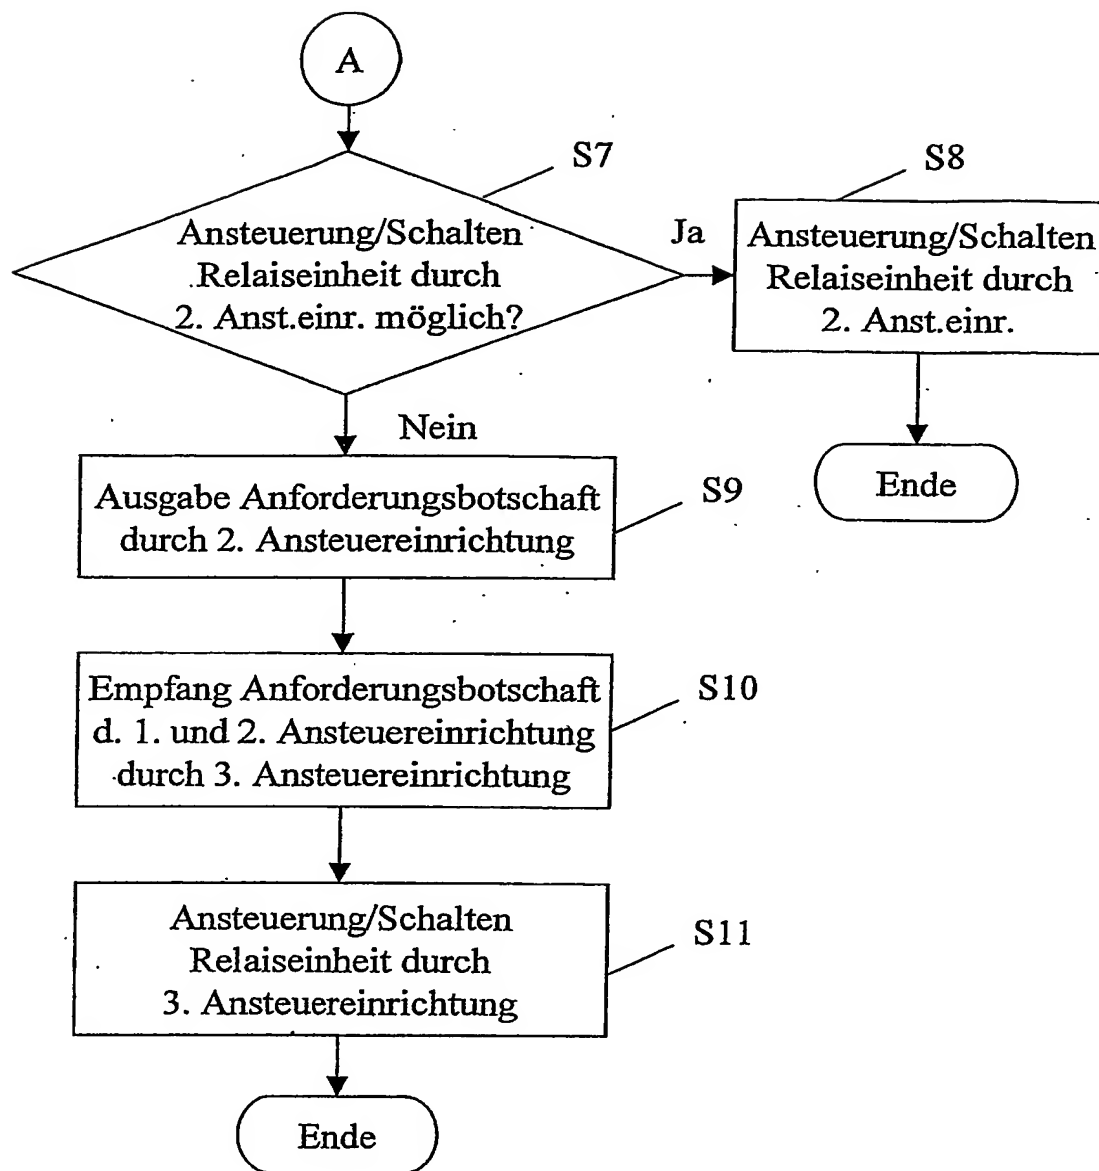 A
S7
Ansteuerung/Schalten
Relaiseinheit durch
2. Anst.einr. möglich?
Ja
S8
Ansteuerung/Schalten
Relaiseinheit durch
2. Anst.einr.
Ende
Nein
S9
Ausgabe Anforderungsbotschaft
durch 2. Ansteuereinrichtung
S10
Empfang Anforderungsbotschaft
d. 1. und 2. Ansteuereinrichtung
durch 3. Ansteuereinrichtung
S11
Ansteuerung/Schalten
Relaiseinheit durch
3. Ansteuereinrichtung
Ende